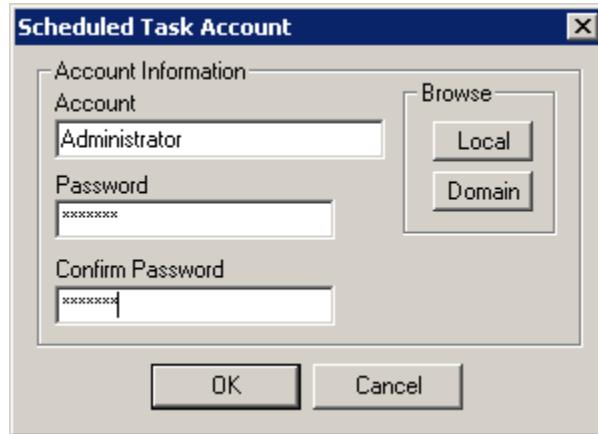 Scheduled Task Account
Account Information
Account
Administrator
Browse
Local
Domain
Password
*******
Confirm Password
*******
OK
Cancel